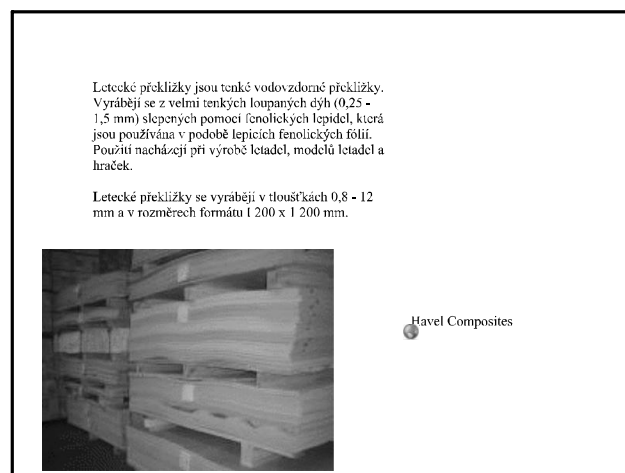 Letecké překližky jsou tenké vodovzdorné překližky.
Vyrábějí se z velmi tenkých loupaných dýh (0,25 -
1,5 mm) slepených pomocí fenolických lepidel, která
jsou používána v podobě lepicích fenolických fólií.
Použití nacházejí při výrobě letadel, modelů letadel a
hraček.
Letecké překližky se vyrábějí v tloušťkách 0,8 - 12
mm a v rozměrech formátu 1 200 x 1 200 mm.
Havel Composites